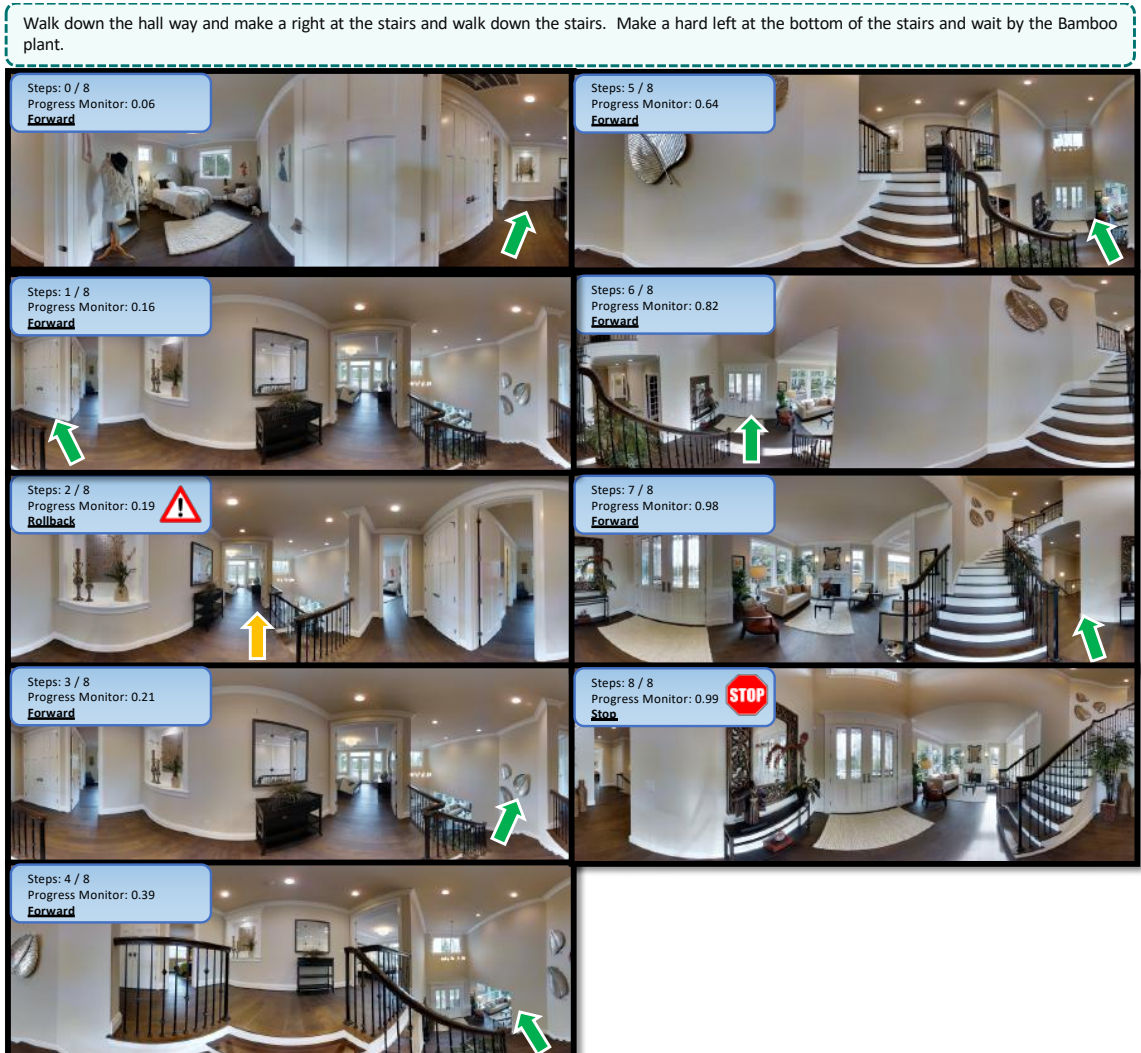 Walk down the hall way and make a right at the stairs and walk down the stairs.  Make a hard left at the bottom of the stairs and wait by the Bamboo
plant.
Steps: 0 / 8
Progress Monitor: 0.06
Forward
Steps: 1 / 8
Progress Monitor: 0.16
Forward
Steps: 2 / 8
Progress Monitor: 0.19
Rollback
Steps: 3 / 8
Progress Monitor: 0.21
Forward
Steps: 4 / 8
Progress Monitor: 0.39
Forward
Steps: 5 / 8
Progress Monitor: 0.64
Forward
Steps: 6 / 8
Progress Monitor: 0.82
Forward
Steps: 7 / 8
Progress Monitor: 0.98
Forward
Steps: 8 / 8
Progress Monitor: 0.99
Stop
STOP